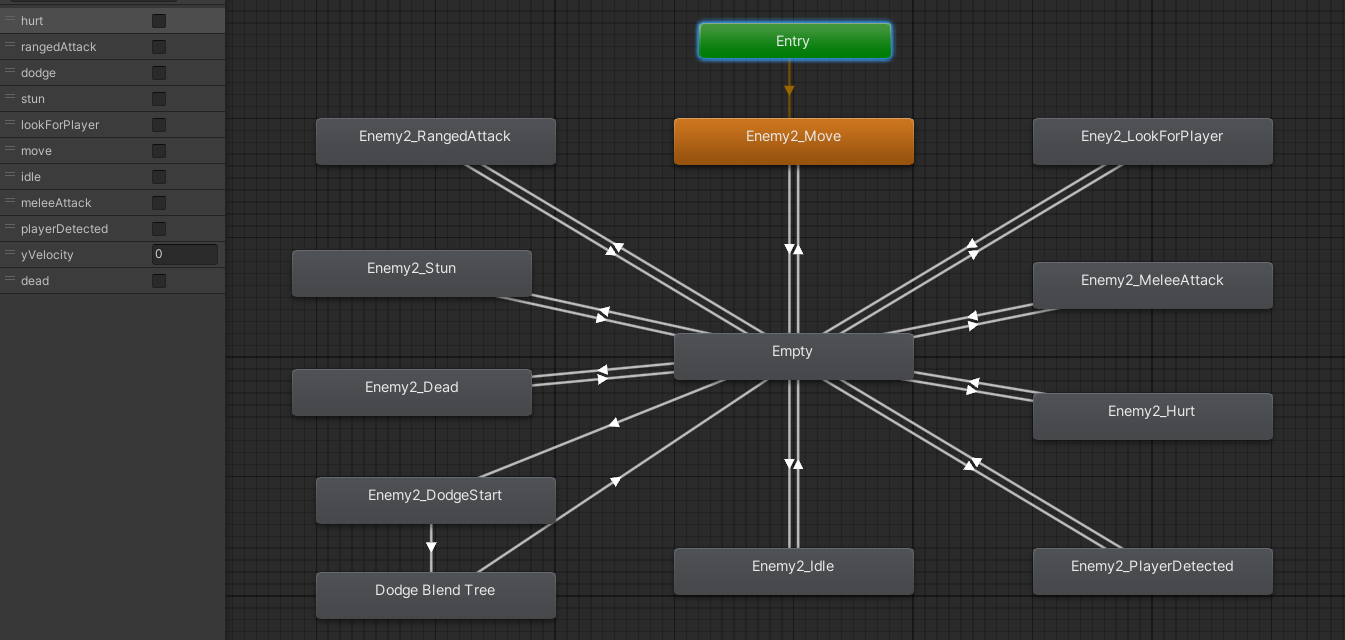 hurt
rangedAttack
dodge
stun
lookForPlayer
move
idle
meleeAttack
playerDetected
yVelocity 0
dead
Entry
Enemy2_RangedAttack
Enemy2_Move
Eney2_LookForPlayer
Enemy2_Stun
Enemy2_MeleeAttack
Empty
Enemy2_Dead
Enemy2_Hurt
Enemy2_DodgeStart
Enemy2_Idle
Enemy2_PlayerDetected
Dodge Blend Tree